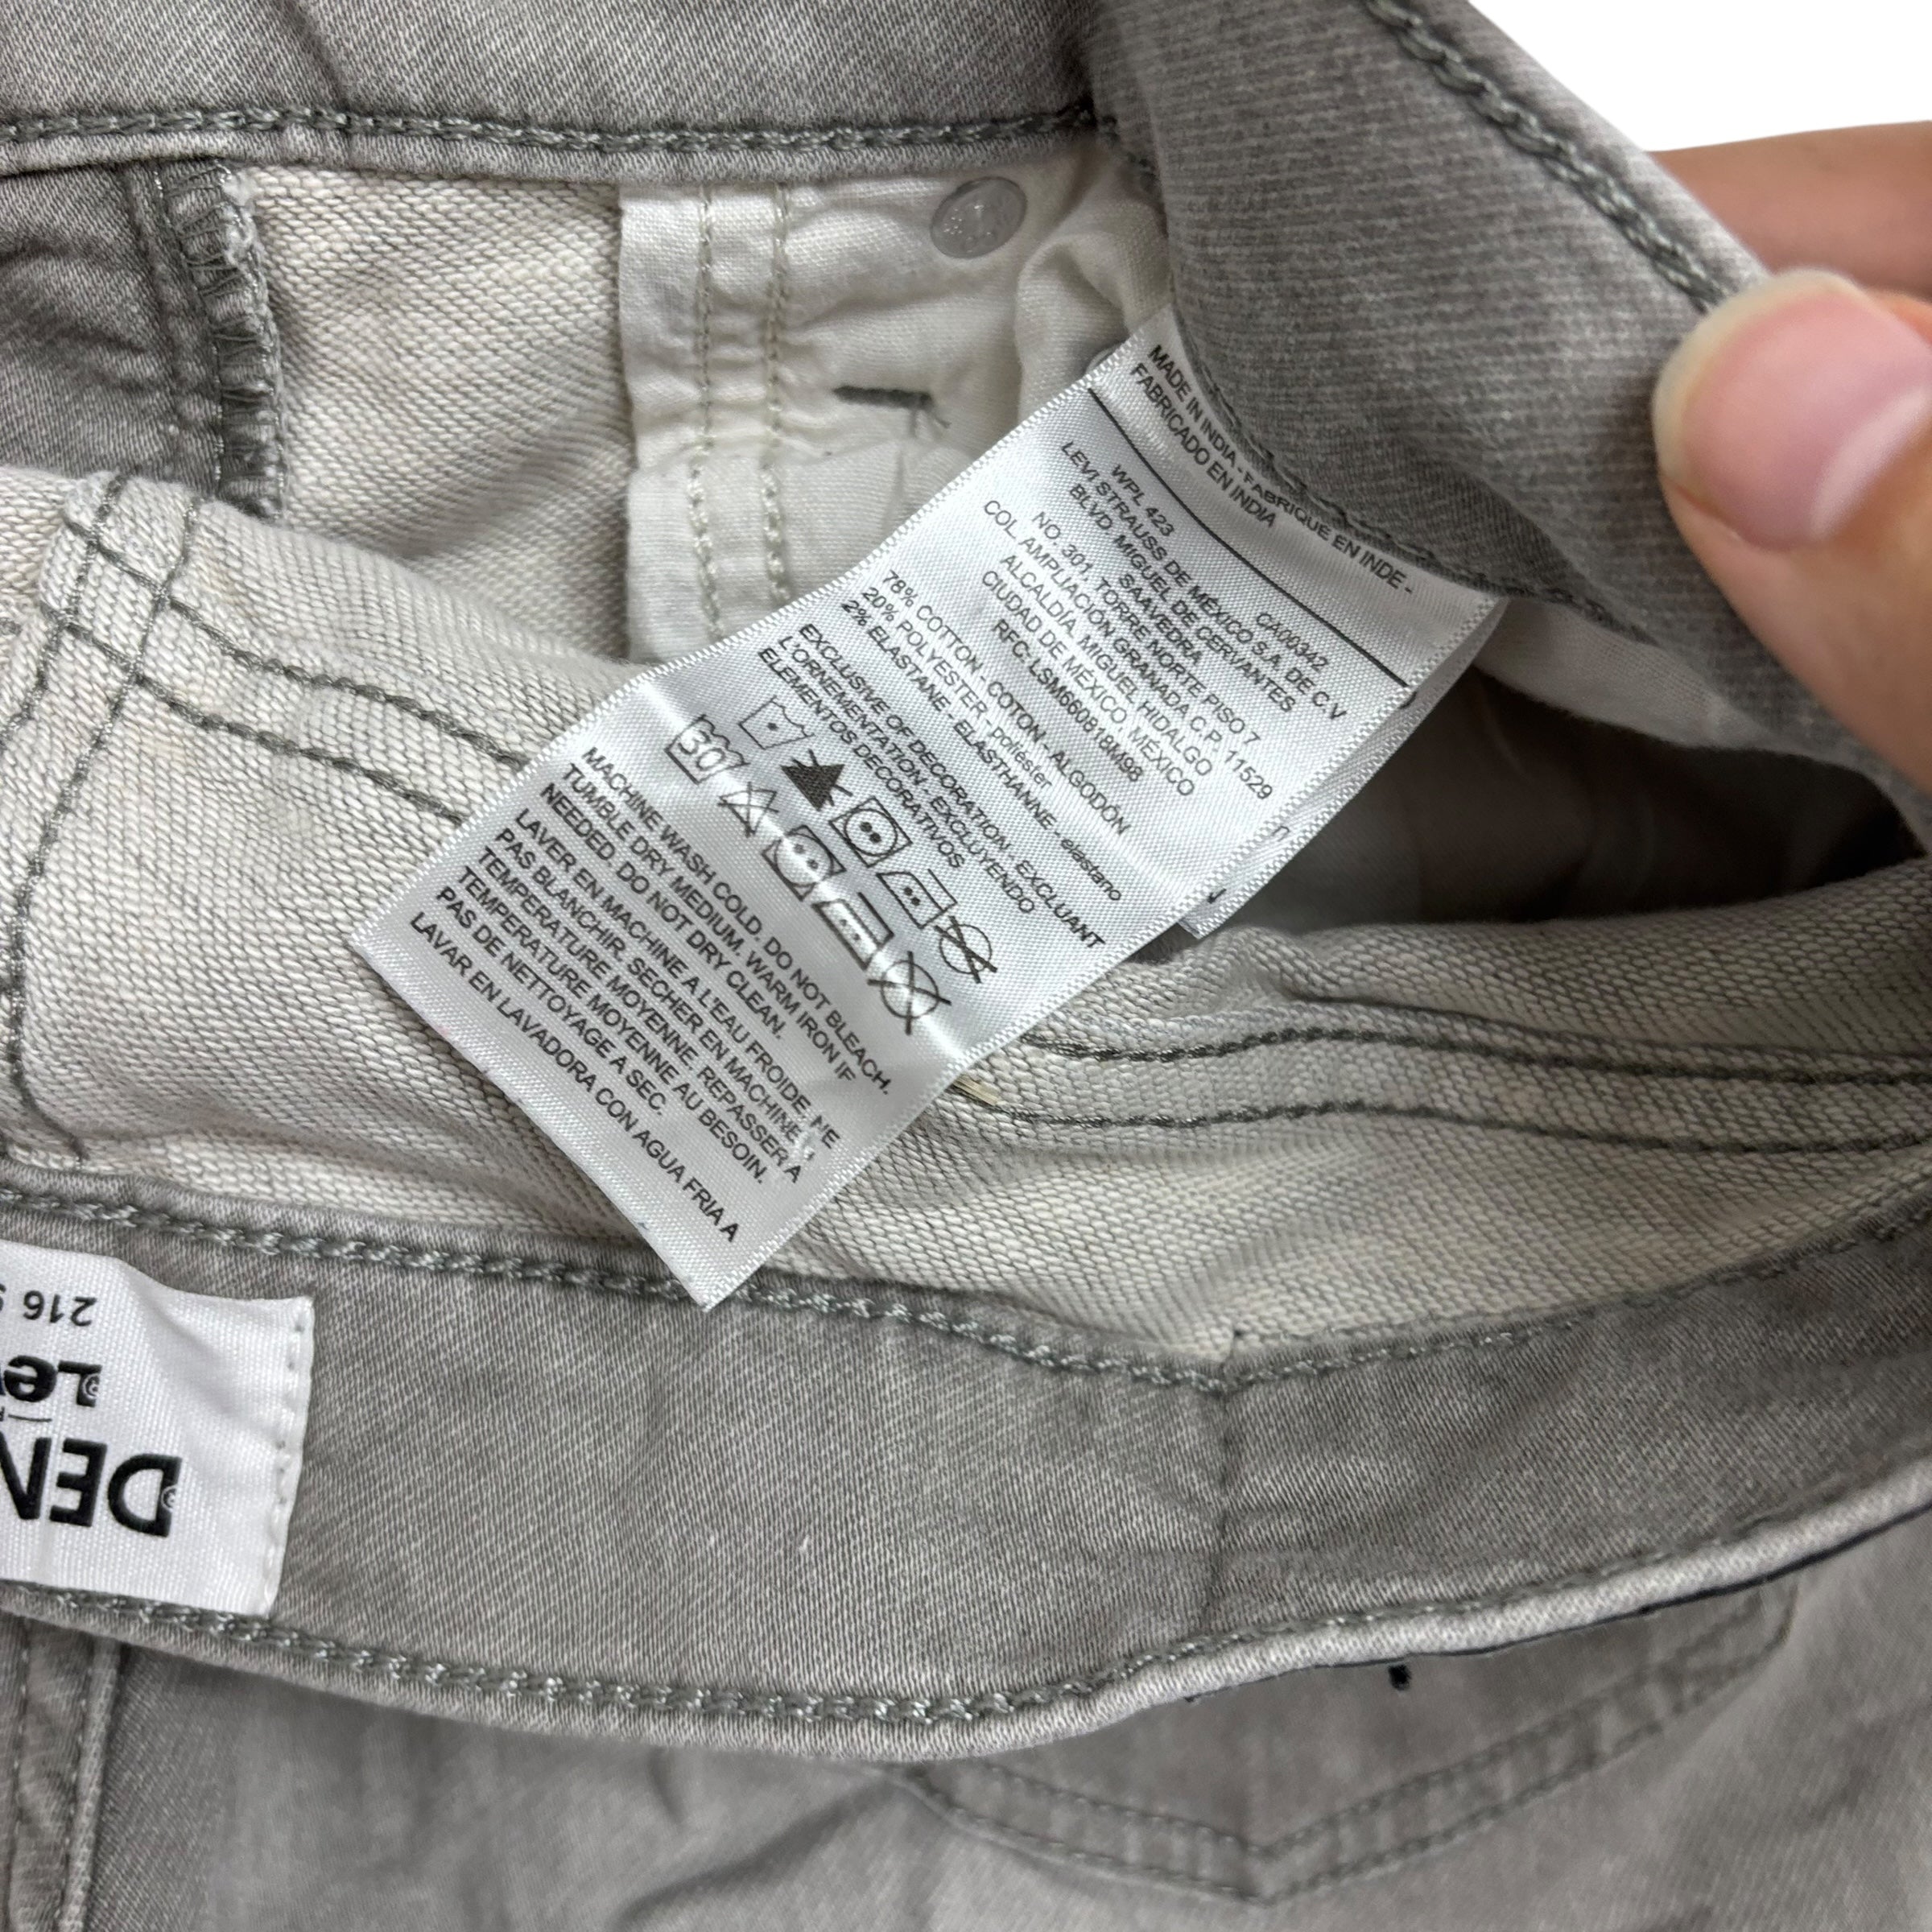 MADE IN INDIA - FABRIQUE EN INDE -
FABRICADO EN INDIA
WPL 423 CA00342
LEVI STRAUSS DE MÉXICO S.A. DE C.V
BLVD. MIGUEL DE CERVANTES
SAAVEDRA
NO. 301, TORRE NORTE PISO 7
COL. AMPLIACIÓN GRANADA C.P. 11529
ALCALDÍA. MIGUEL HIDALGO
CIUDAD DE MÉXICO, MÉXICO
RFC: LSM660818M98
78% COTTON - COTON - ALGODÓN
20% POLYESTER - poliéster
2% ELASTANE - ELASTHANNE - elastano
EXCLUSIVE OF DECORATION - EXCLUANT
L'ORNEMENTATION - EXCLUYENDO
ELEMENTOS DECORATIVOS
30
MACHINE WASH COLD. DO NOT BLEACH.
TUMBLE DRY MEDIUM. WARM IRON IF
NEEDED. DO NOT DRY CLEAN.
LAVER EN MACHINE A L'EAU FROIDE. NE
PAS BLANCHIR. SECHER EN MACHINE A
TEMPERATURE MOYENNE. REPASSER A
TEMPERATURE MOYENNE AU BESOIN.
PAS DE NETTOYAGE A SEC.
LAVAR EN LAVADORA CON AGUA FRIA A
DEN
Le
216